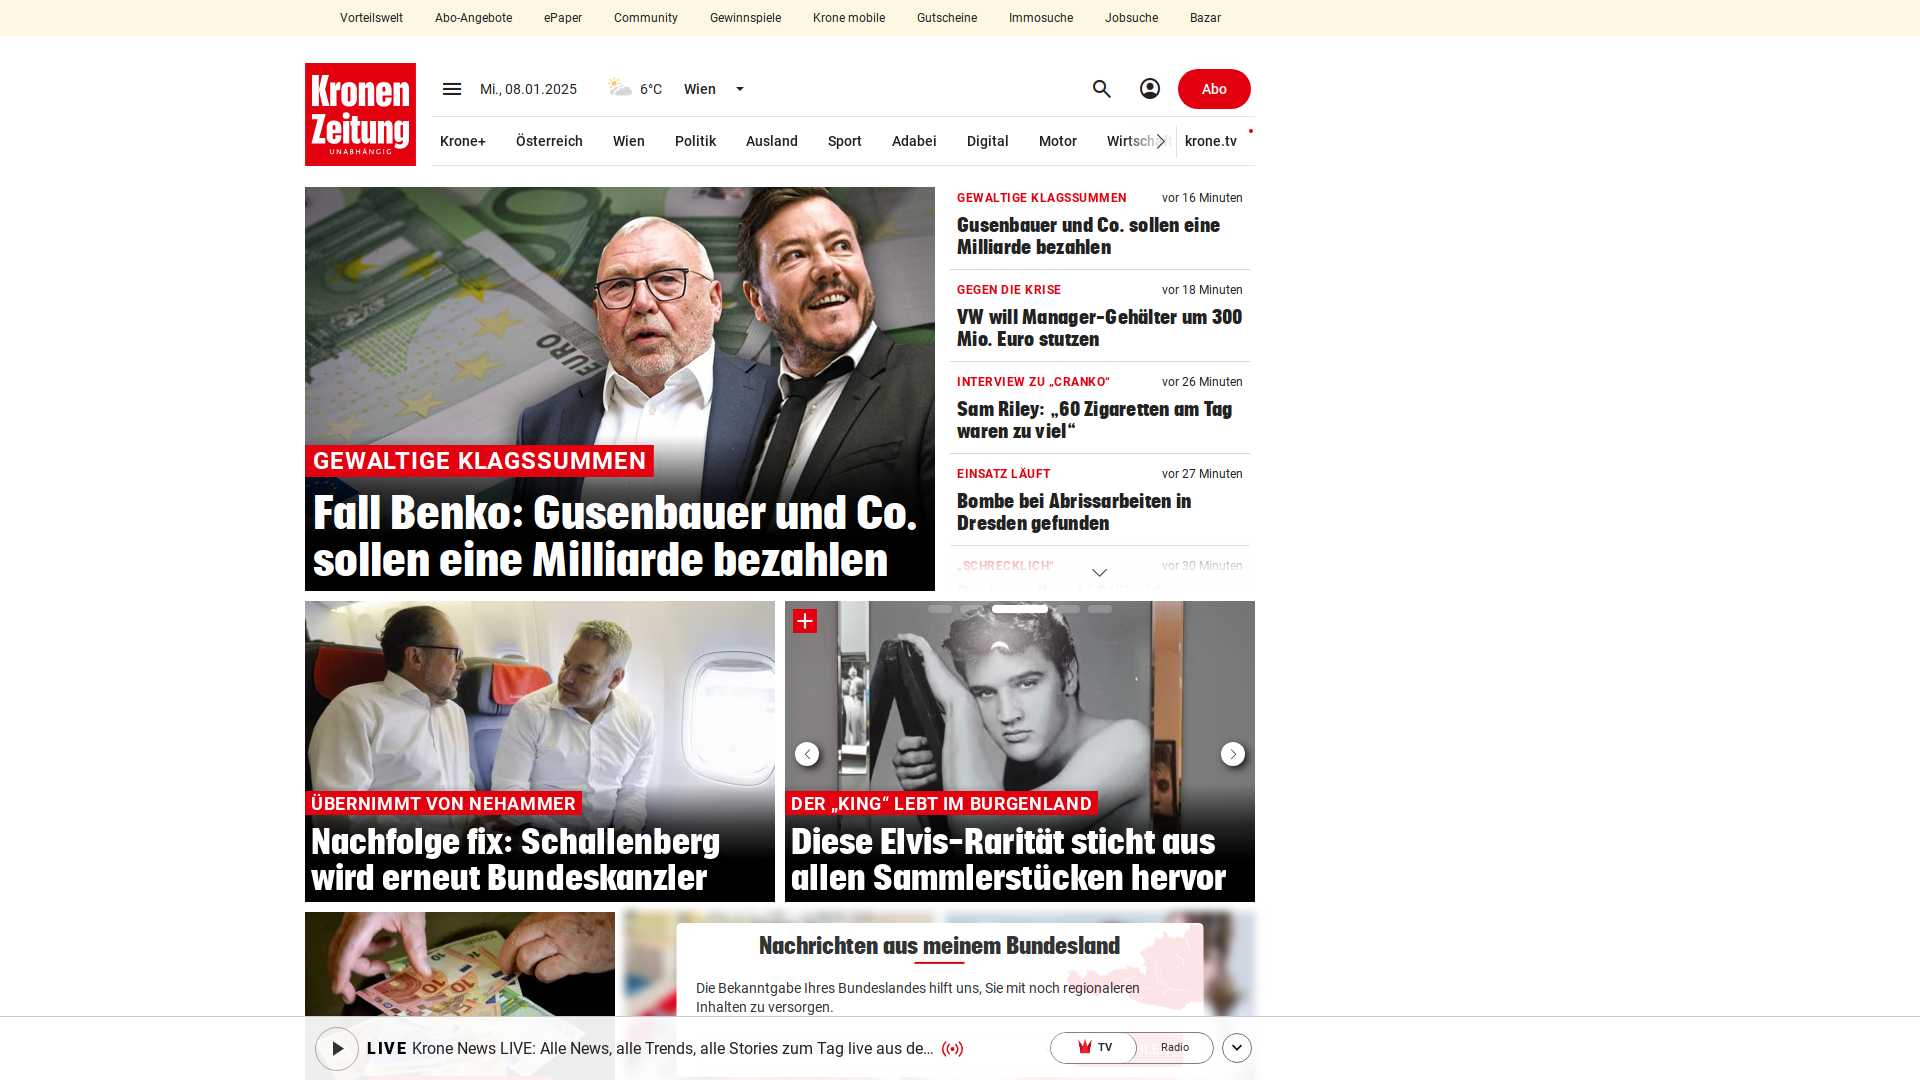 Vorteilswelt Abo-Angebote ePaper Community Gewinnspiele Krone mobile Gutscheine Immosuche Jobsuche Bazar
Kronen
Zeitung
UNABHÄNGIG
Mi., 08.01.2025 6°C Wien Abo
Krone+ Österreich Wien Politik Ausland Sport Adabei Digital Motor Wirtschaft krone.tv
GEWALTIGE KLAGSSUMMEN
Fall Benko: Gusenbauer und Co.
sollen eine Milliarde bezahlen
GEWALTIGE KLAGSSUMMEN vor 16 Minuten
Gusenbauer und Co. sollen eine
Milliarde bezahlen
GEGEN DIE KRISE vor 18 Minuten
VW will Manager-Gehälter um 300
Mio. Euro stutzen
INTERVIEW ZU „CRANKO“ vor 26 Minuten
Sam Riley: „60 Zigaretten am Tag
waren zu viel“
EINSATZ LÄUFT vor 27 Minuten
Bombe bei Abrissarbeiten in
Dresden gefunden
„SCHRECKLICH“ vor 30 Minuten
ÜBERNIMMT VON NEHAMMER
Nachfolge fix: Schallenberg
wird erneut Bundeskanzler
DER „KING“ LEBT IM BURGENLAND
Diese Elvis-Rarität sticht aus
allen Sammlerstücken hervor
Nachrichten aus meinem Bundesland
Die Bekanntgabe Ihres Bundeslandes hilft uns, Sie mit noch regionaleren
Inhalten zu versorgen.
LIVE Krone News LIVE: Alle News, alle Trends, alle Stories zum Tag live aus de... TV Radio